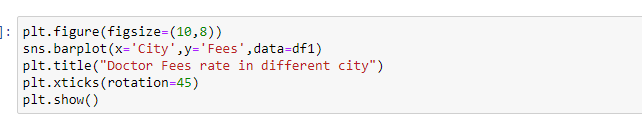 ]: plt.figure(figsize=(10,8))
sns.barplot(x='City',y='Fees',data=df1)
plt.title("Doctor Fees rate in different city")
plt.xticks(rotation=45)
plt.show()